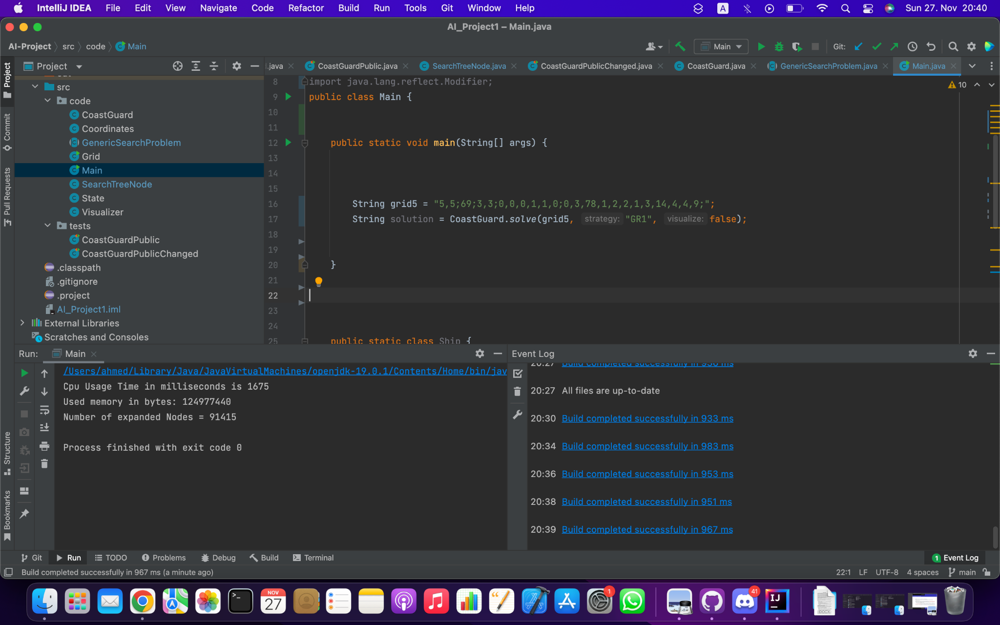 IntelliJ IDEA File Edit View Navigate Code Refactor Build Run Tools Git Window Help A Sun 27. Nov 20:40
AI_Project1 – Main.java
AI-Project src code Main Main Git:
Project .java CoastGuardPublic.java SearchTreeNode.java CoastGuardPublicChanged.java CoastGuard.java GenericSearchProblem.java Main.java
Project
Commit
Pull Requests
Structure
Bookmarks
src
code
CoastGuard
Coordinates
GenericSearchProblem
Grid
Main
SearchTreeNode
State
Visualizer
tests
CoastGuardPublic
CoastGuardPublicChanged
.classpath
.gitignore
.project
AI_Project1.iml
External Libraries
Scratches and Consoles
10
8 import java.lang.reflect.Modifier;
9 public class Main {
10
11
12 public static void main(String[] args) {
13
14
15
16 String grid5 = "5,5;69;3,3;0,0,0,1,1,0;0,3,78,1,2,2,1,3,14,4,4,9;";
17 String solution = CoastGuard.solve(grid5, strategy: "GR1", visualize: false);
18
19
20 }
21
22
23
24
25 public static class Ship {
Run: Main
/Users/ahmed/Library/Java/JavaVirtualMachines/openjdk-19.0.1/Contents/Home/bin/jav
Cpu Usage Time in milliseconds is 1675
Used memory in bytes: 124977440
Number of expanded Nodes = 91415
Process finished with exit code 0
Event Log
20:27 Build completed successfully in 936 ms
20:27 All files are up-to-date
20:30 Build completed successfully in 933 ms
20:34 Build completed successfully in 983 ms
20:36 Build completed successfully in 953 ms
20:38 Build completed successfully in 951 ms
20:39 Build completed successfully in 967 ms
Git Run TODO Problems Debug Build Terminal 1 Event Log
Build completed successfully in 967 ms (a minute ago) 22:1 LF UTF-8 4 spaces main
NOV
27
1
41
IJ
DOCX